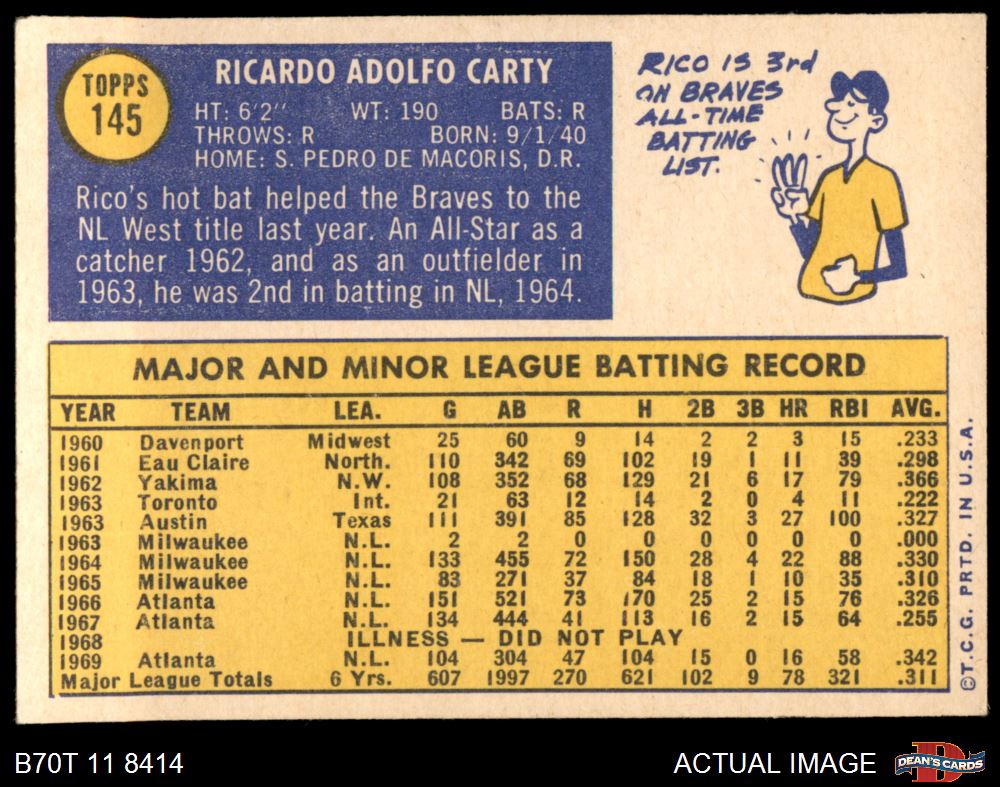 TOPPS
145
RICARDO ADOLFO CARTY
HT: 6'2" WT: 190 BATS: R
THROWS: R BORN: 9/1/40
HOME: S. PEDRO DE MACORIS, D.R.
Rico's hot bat helped the Braves to the
NL West title last year. An All-Star as a
catcher 1962, and as an outfielder in
1963, he was 2nd in batting in NL, 1964.
RICO IS 3rd
ON BRAVES
ALL-TIME
BATTING
LIST.
MAJOR AND MINOR LEAGUE BATTING RECORD
YEAR TEAM LEA. G AB R H 2B 3B HR RBI AVG.
1960 Davenport Midwest 25 60 9 14 2 2 3 15 .233
1961 Eau Claire North. 110 342 69 102 19 1 11 39 .298
1962 Yakima N.W. 108 352 68 129 21 6 17 79 .366
1963 Toronto Int. 21 63 12 14 2 0 4 11 .222
1963 Austin Texas 111 391 85 128 32 3 27 100 .327
1963 Milwaukee N.L. 2 2 0 0 0 0 0 0 .000
1964 Milwaukee N.L. 133 455 72 150 28 4 22 88 .330
1965 Milwaukee N.L. 83 271 37 84 18 1 10 35 .310
1966 Atlanta N.L. 151 521 73 170 25 2 15 76 .326
1967 Atlanta N.L. 134 444 41 113 16 2 15 64 .255
1968 ILLNESS — DID NOT PLAY
1969 Atlanta N.L. 104 304 47 104 15 0 16 58 .342
Major League Totals 6 Yrs. 607 1997 270 621 102 9 78 321 .311
©T.C.G. PRTD. IN U.S.A.
B70T 11 8414
ACTUAL IMAGE
DEAN'S CARDS